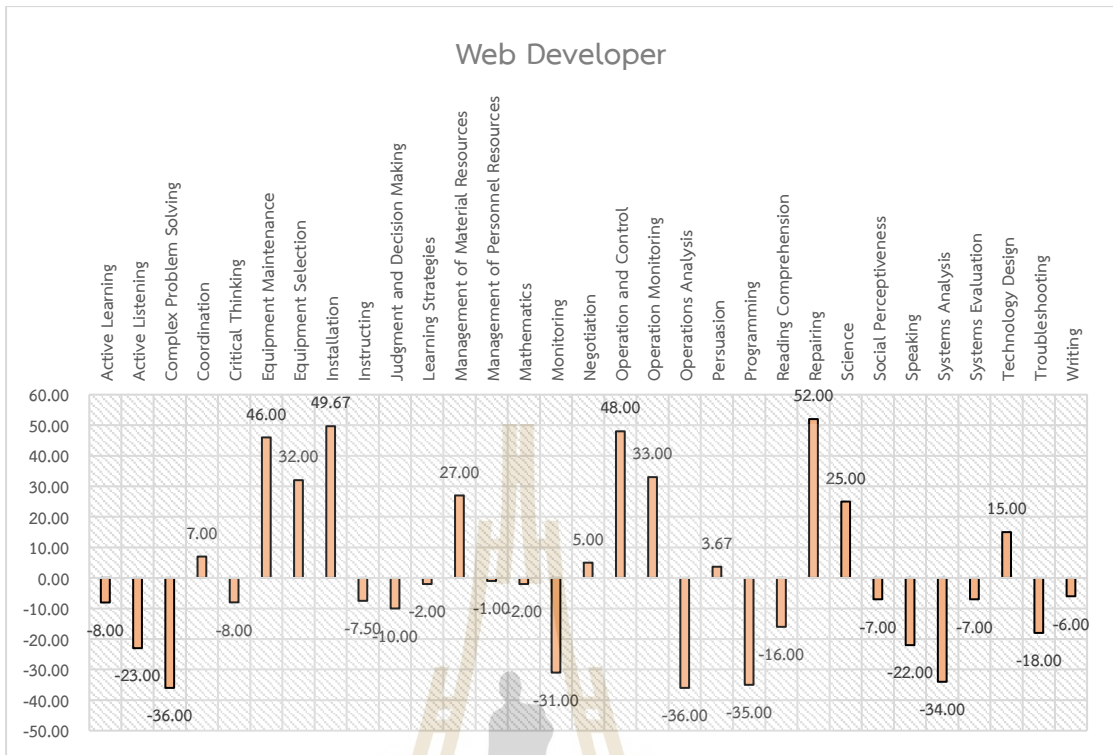 Web Developer
Active Learning
Active Listening
Complex Problem Solving
Coordination
Critical Thinking
Equipment Maintenance
Equipment Selection
Installation
Instructing
Judgment and Decision Making
Learning Strategies
Management of Material Resources
Management of Personnel Resources
Mathematics
Monitoring
Negotiation
Operation and Control
Operation Monitoring
Operations Analysis
Persuasion
Programming
Reading Comprehension
Repairing
Science
Social Perceptiveness
Speaking
Systems Analysis
Systems Evaluation
Technology Design
Troubleshooting
Writing
60.00
50.00
40.00
30.00
20.00
10.00
0.00
-10.00
-20.00
-30.00
-40.00
-50.00
-8.00
-23.00
-36.00
7.00
-8.00
46.00
32.00
49.67
-7.50
-10.00
-2.00
27.00
-1.00
-2.00
-31.00
5.00
48.00
33.00
-36.00
3.67
-35.00
-16.00
52.00
25.00
-7.00
-22.00
-34.00
-7.00
15.00
-18.00
-6.00